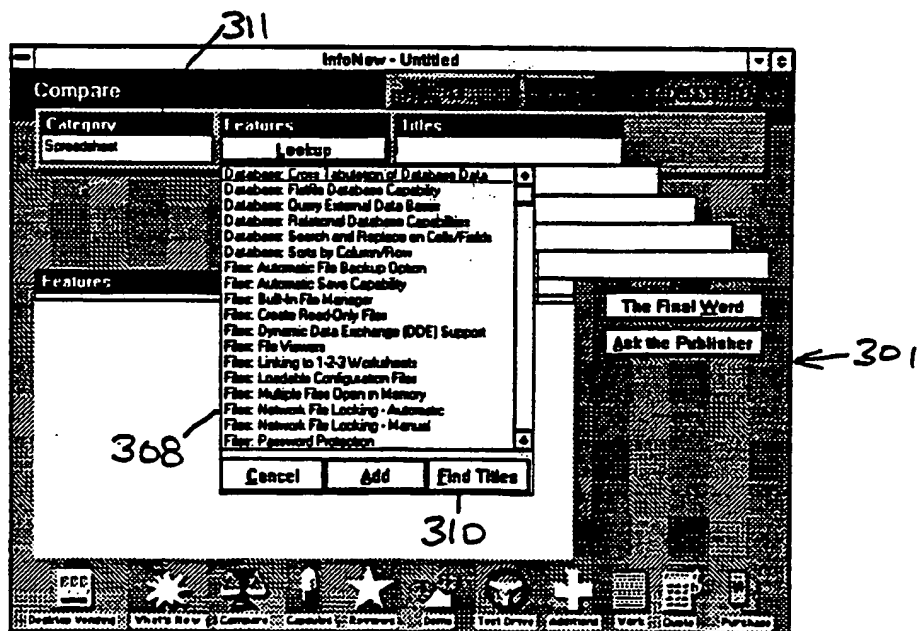 311
InfoNow - Untitled
Compare
Category
Features
Titles
Spreadsheet
Lookup
Database: Cross Tabulation of Database Data
Database: Flatfile Database Capability
Database: Query External Data Bases
Database: Relational Database Capabilities
Database: Search and Replace on Cells/Fields
Database: Sorts by Column/Row
Files: Automatic File Backup Option
Files: Automatic Save Capability
Files: Built-In File Manager
Files: Create Read-Only Files
Files: Dynamic Data Exchange (DDE) Support
Files: File Viewers
Files: Linking to 1-2-3 Worksheets
Files: Loadable Configuration Files
Files: Multiple Files Open in Memory
Files: Network File Locking - Automatic
Files: Network File Locking - Manual
Files: Password Protection
Features
The Final Word
Ask the Publisher
301
308
Cancel
Add
Find Titles
310
Desktop Vending
What's New
Compare
Capsules
Reviews
Demo
Test Drive
Additional
Work
Quote
Purchase